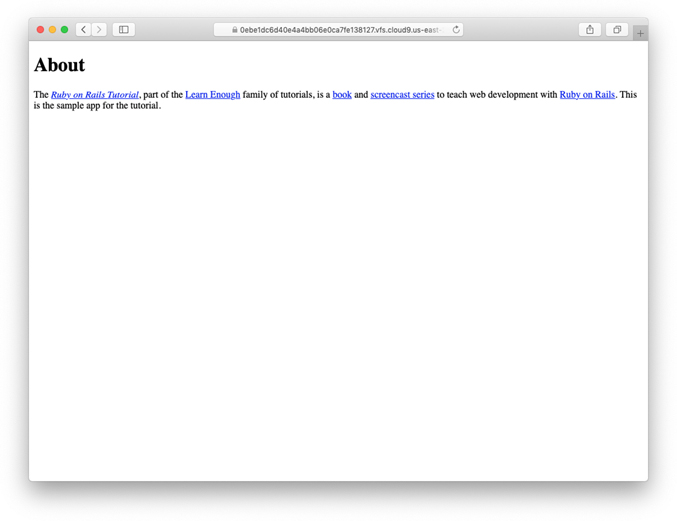 0ebe1dc6d40e4a4bb06e0ca7fe138127.vfs.cloud9.us-east-
About
The Ruby on Rails Tutorial, part of the Learn Enough family of tutorials, is a book and screencast series to teach web development with Ruby on Rails. This
is the sample app for the tutorial.